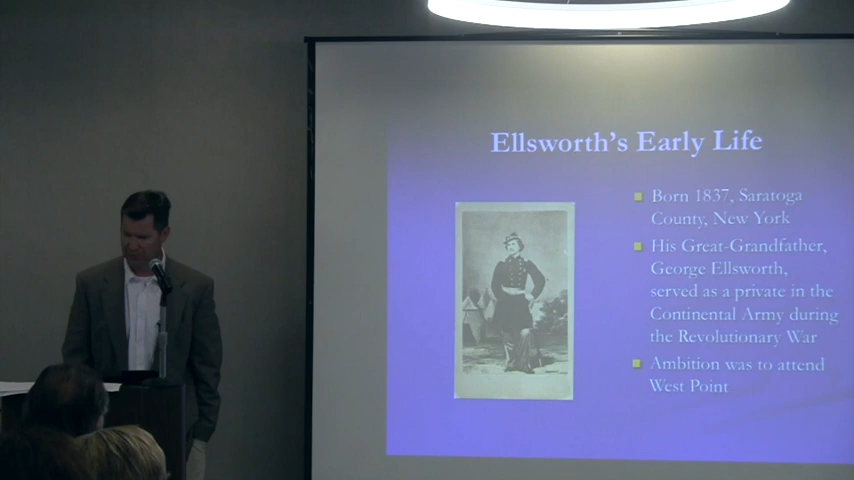 Ellsworth's Early Life
Born 1837, Saratoga
County, New York
His Great-Grandfather,
George Ellsworth,
served as a private in the
Continental Army during
the Revolutionary War
Ambition was to attend
West Point